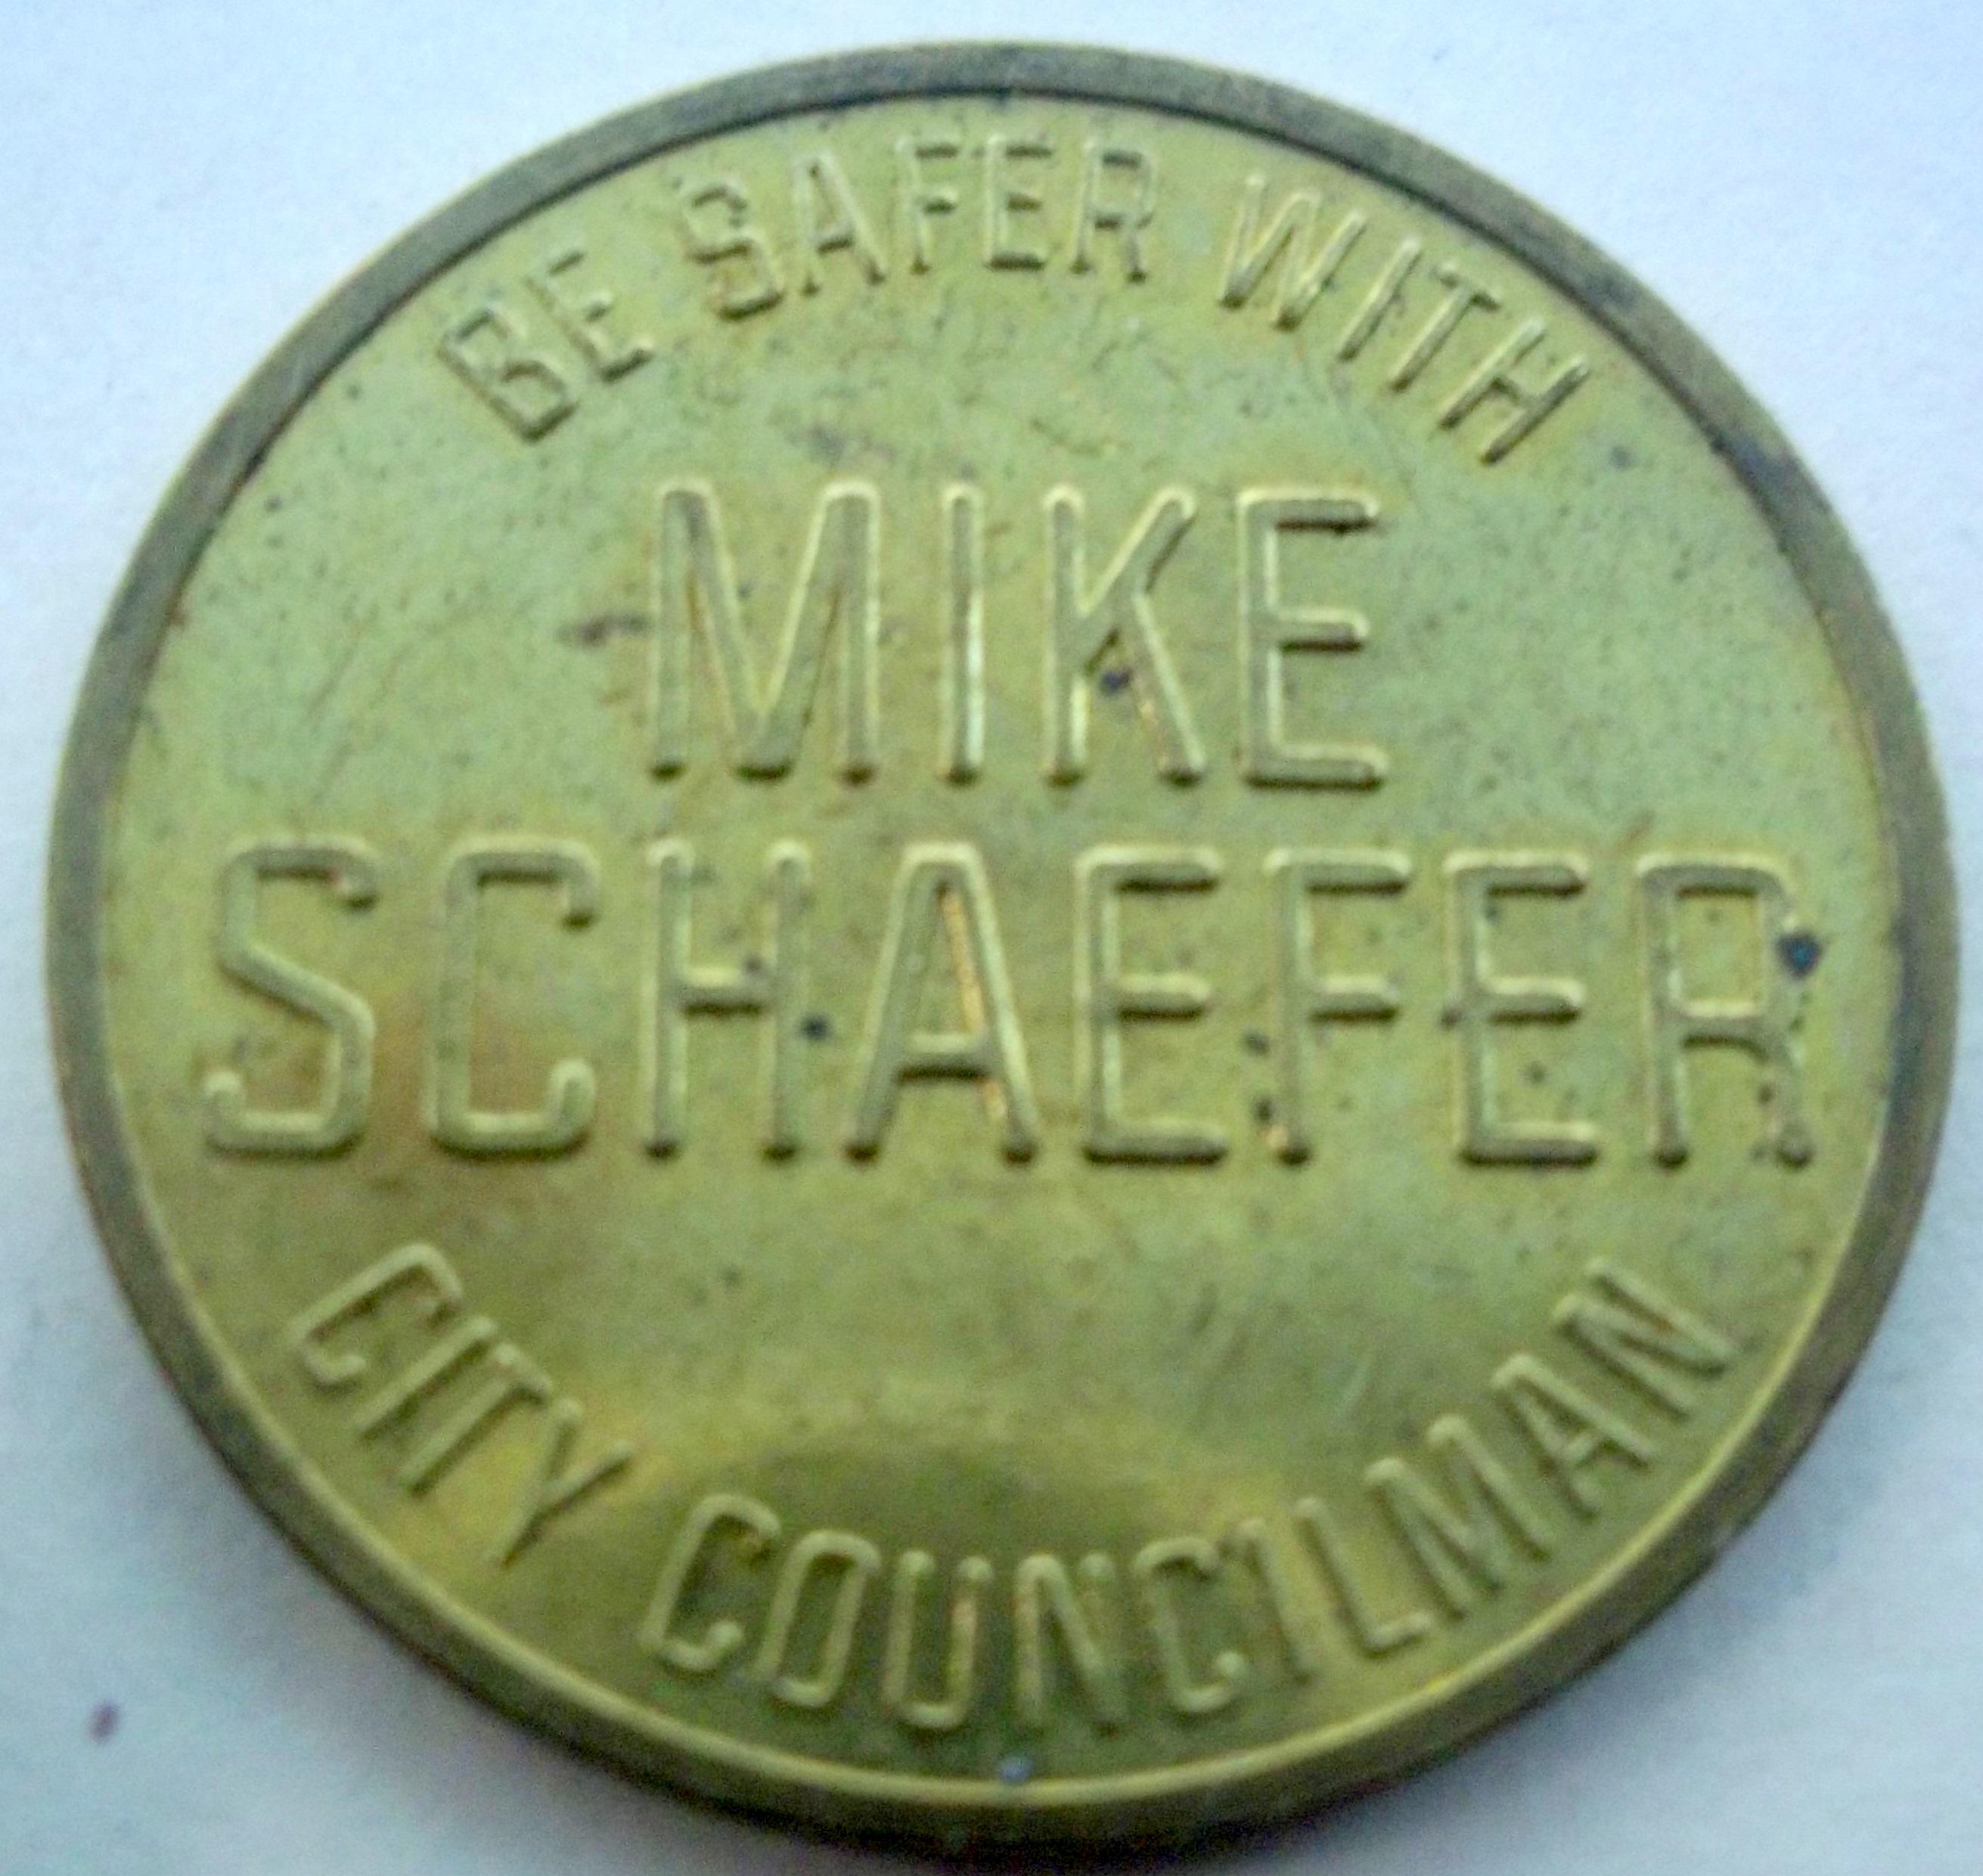 BE SAFER WITH
MIKE
SCHAEFER
CITY COUNCILMAN